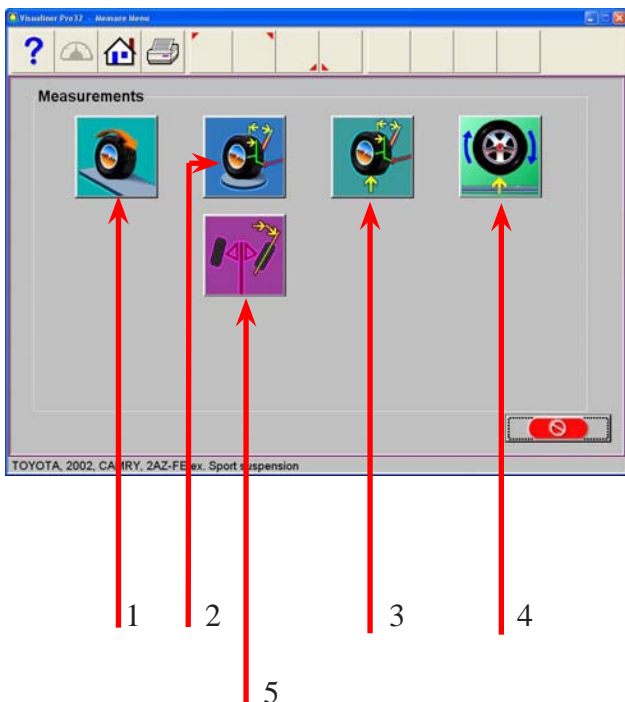 Visualiner Pro32 - Measure Menu
?
Measurements
TOYOTA, 2002, CAMRY, 2AZ-FE ex. Sport suspension
1 2 3 4
5